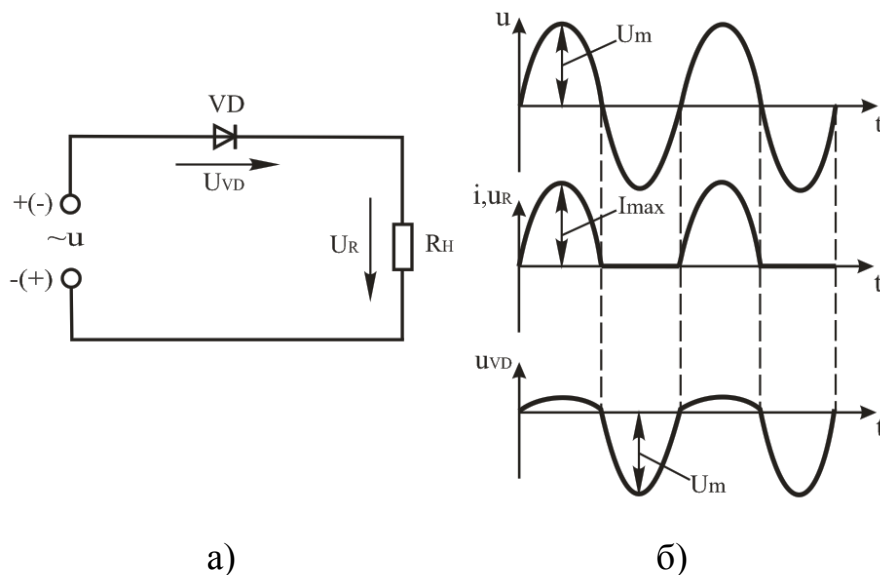 VD
UVD
+(-)
~u
-(+)
UR
RH
u
Um
t
i,uR
Imax
t
uVD
Um
t
а)
б)